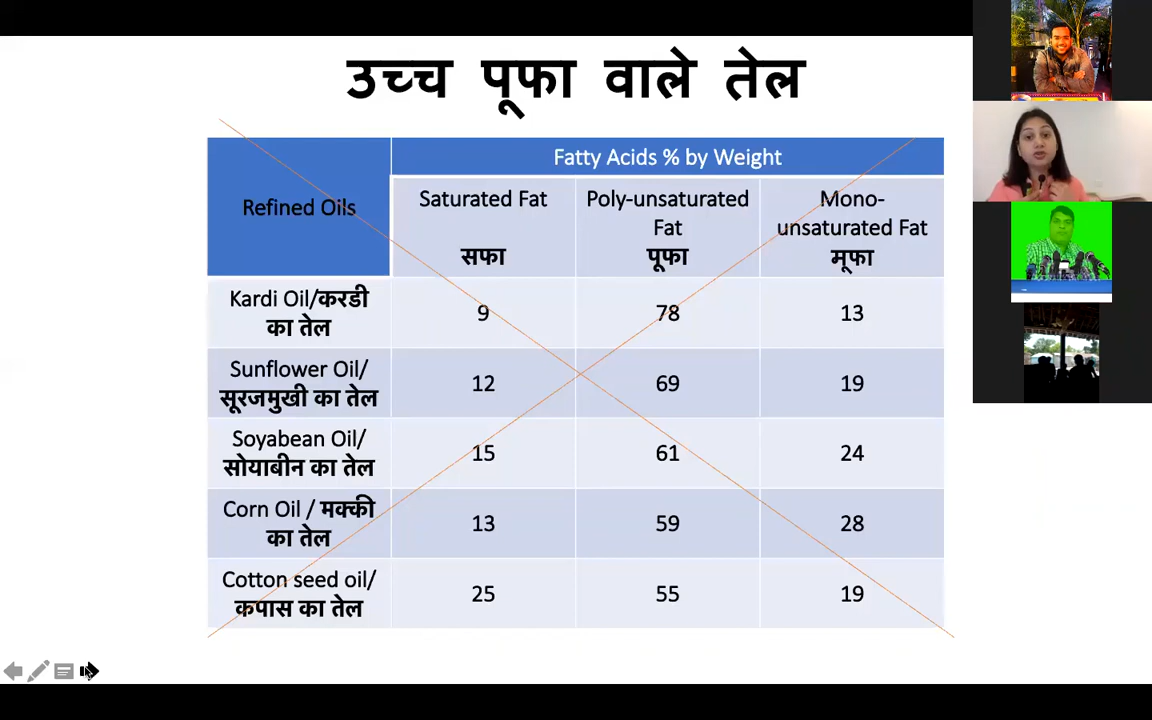 उच्च पूफा वाले तेल
Refined Oils
Fatty Acids % by Weight
Saturated Fat
सफा
Poly-unsaturated
Fat
पूफा
Mono-
unsaturated Fat
मूफा
Kardi Oil/करडी
का तेल
9
78
13
Sunflower Oil/
सूरजमुखी का तेल
12
69
19
Soyabean Oil/
सोयाबीन का तेल
15
61
24
Corn Oil / मक्की
का तेल
13
59
28
Cotton seed oil/
कपास का तेल
25
55
19